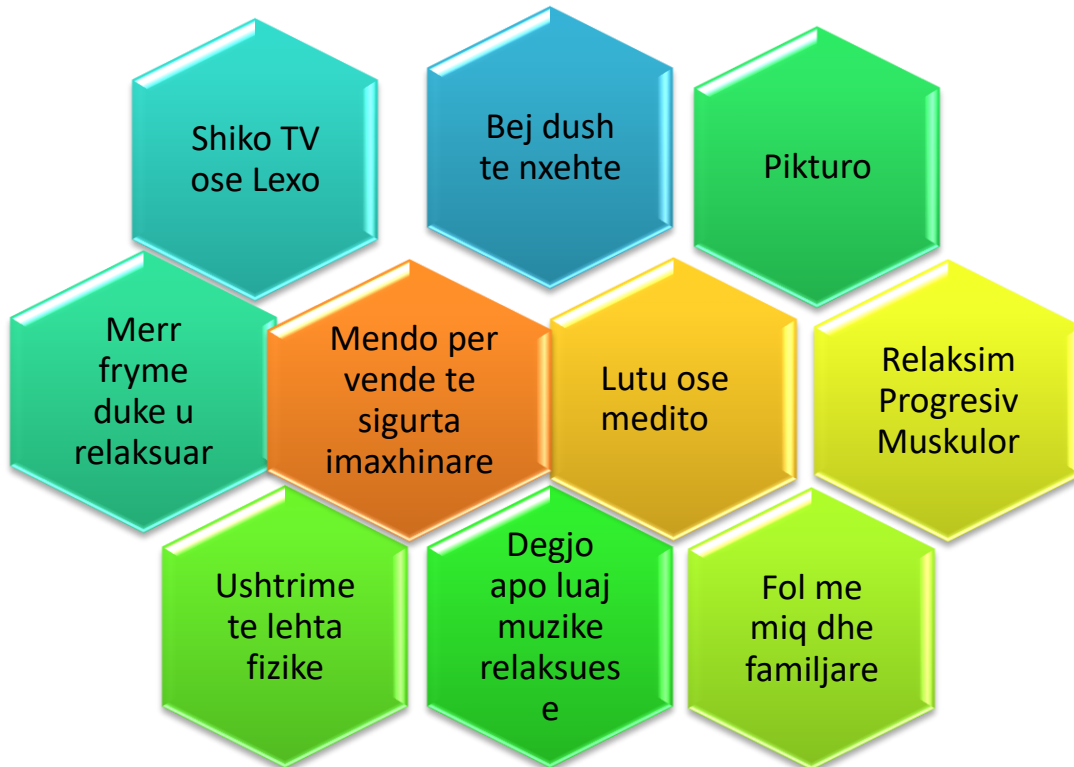 Shiko TV
ose Lexo
Bej dush
te nxehte
Pikturo
Merr
fryme
duke u
relaksuar
Mendo per
vende te
sigurta
imaxhinare
Lutu ose
medito
Relaksim
Progresiv
Muskulor
Ushtrime
te lehta
fizike
Degjo
apo luaj
muzike
relaksues
e
Fol me
miq dhe
familjare